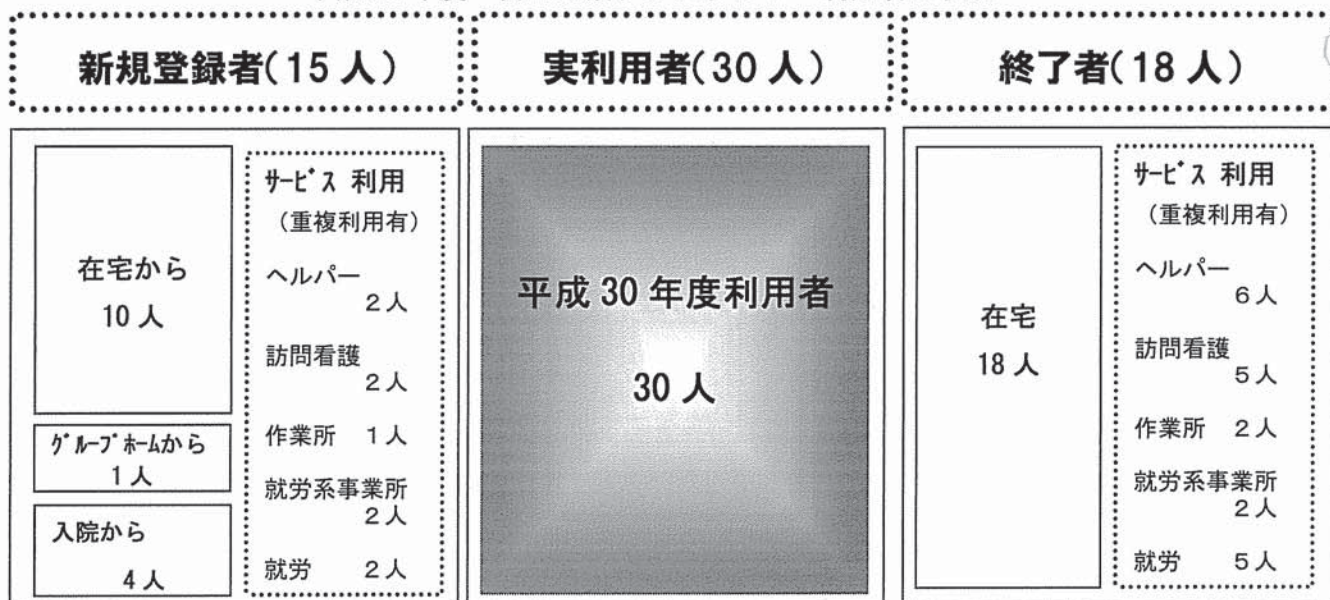 新規登録者(15人)
実利用者(30人)
終了者(18人)
在宅から
10人
グループホームから
1人
入院から
4人
サービス 利用
(重複利用有)
ヘルパー
2人
訪問看護
2人
作業所 1人
就労系事業所
2人
就労 2人
平成30年度利用者
30人
在宅
18人
サービス 利用
(重複利用有)
ヘルパー
6人
訪問看護
5人
作業所 2人
就労系事業所
2人
就労 5人